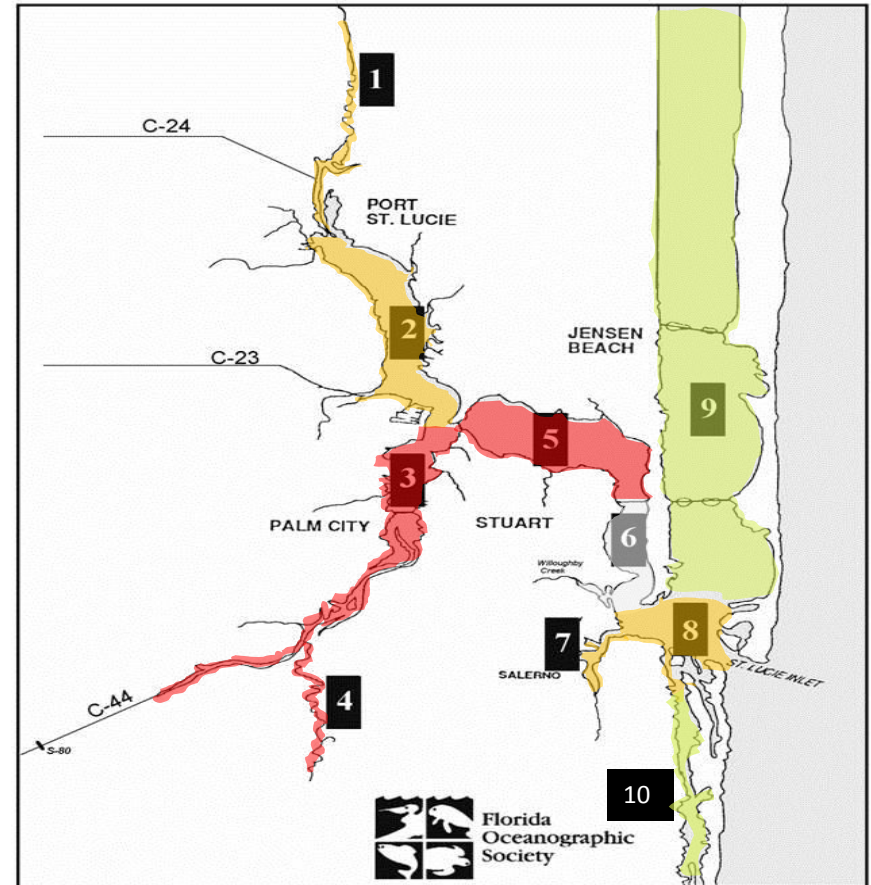 1
C-24
PORT
ST. LUCIE
2
JENSEN
BEACH
C-23
9
5
3
PALM CITY
STUART
6
Willoughby
Creek
8
7
SALERNO
ST. LUCIE INLET
4
C-44
S-80
10
Florida
Oceanographic
Society